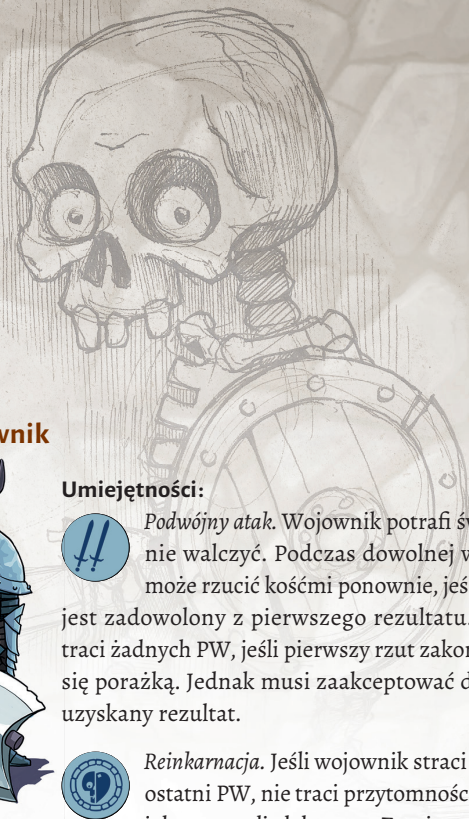 wnik
Umiejętności:
Podwójny atak. Wojownik potrafi św
nie walczyć. Podczas dowolnej w
może rzucić kośćmi ponownie, jeś
jest zadowolony z pierwszego rezultatu.
traci żadnych PW, jeśli pierwszy rzut zakoń
się porażką. Jednak musi zaakceptować d
uzyskany rezultat.
Reinkarnacja. Jeśli wojownik straci
ostatni PW, nie traci przytomnośc